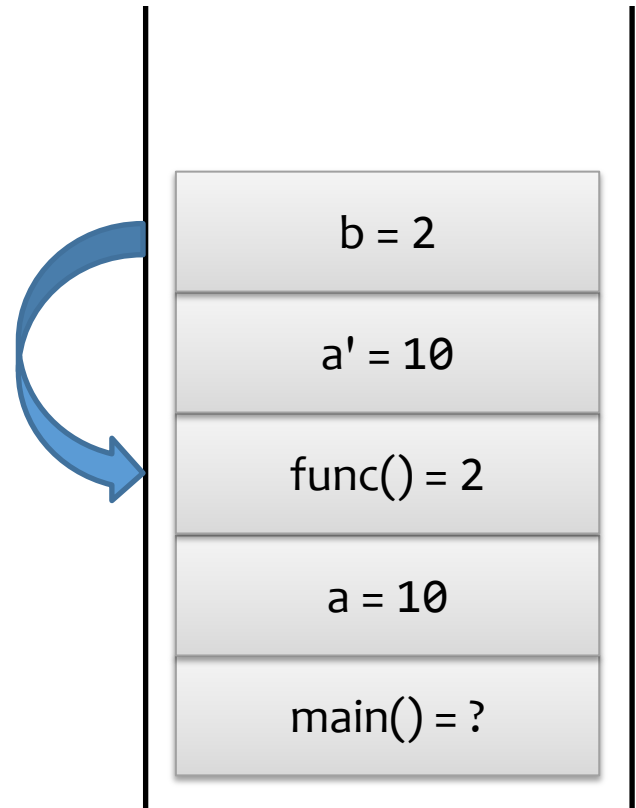 b = 2
a' = 10
func() = 2
a = 10
main() = ?